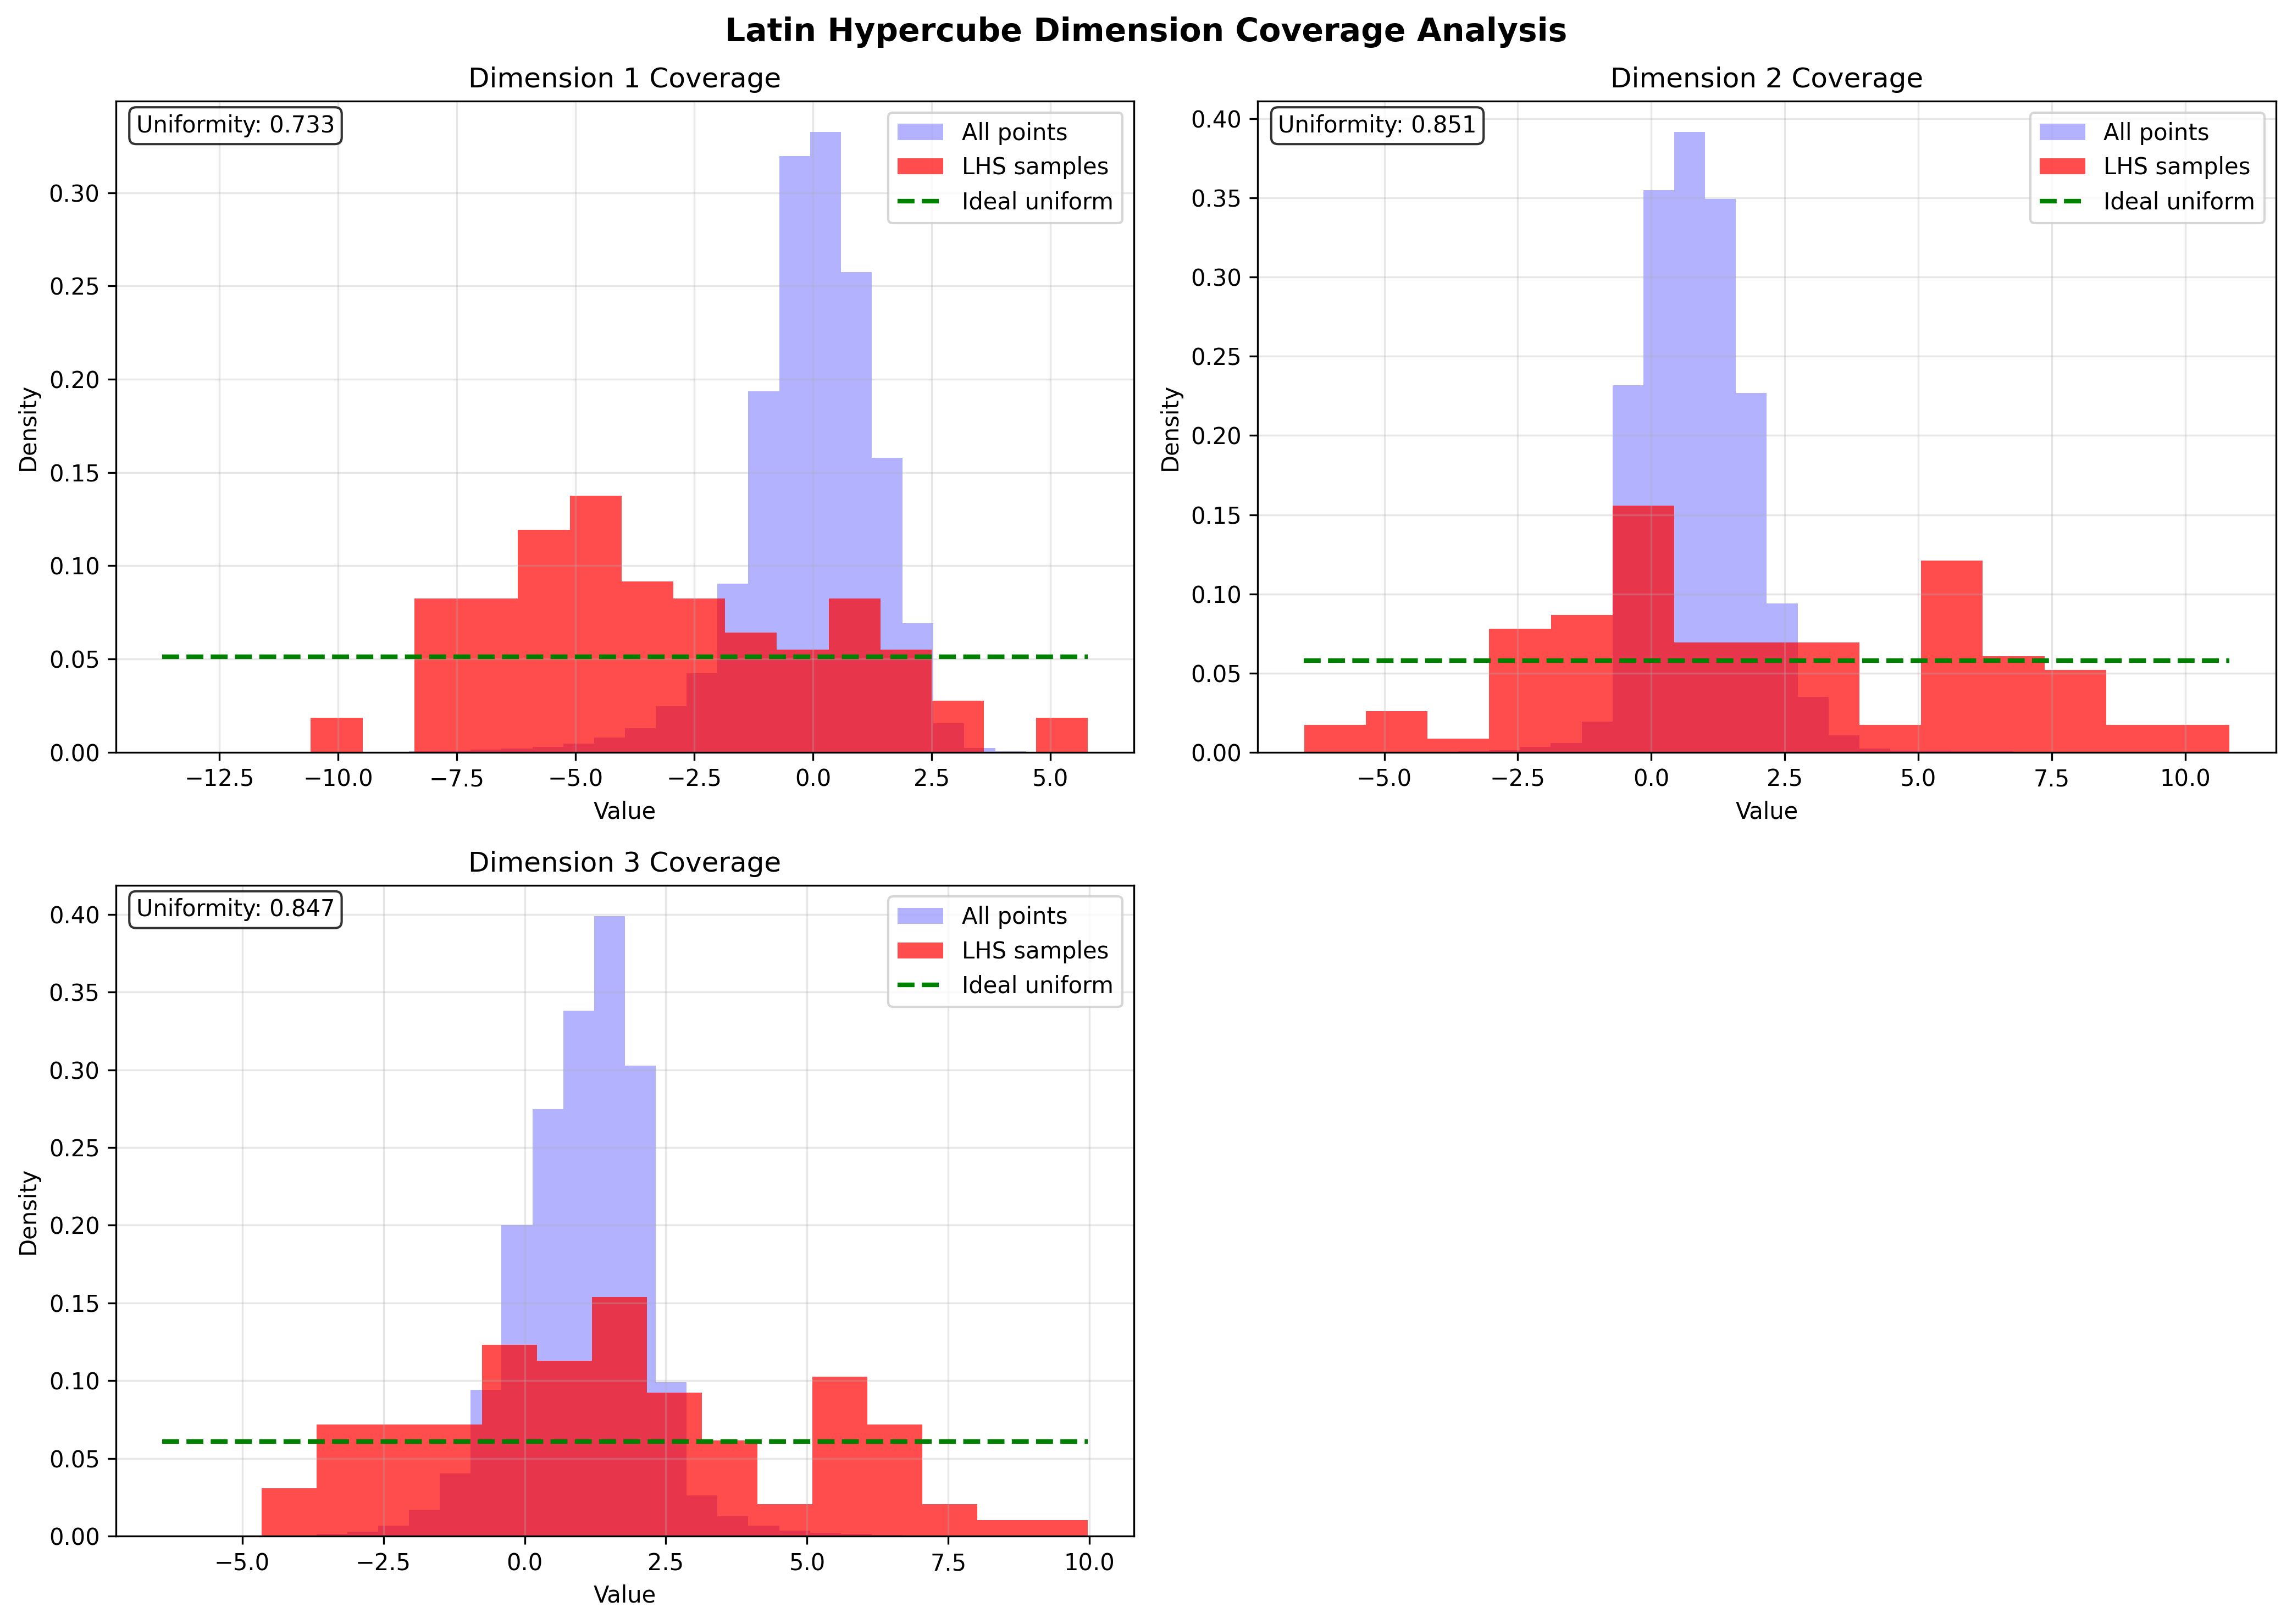 Latin Hypercube Dimension Coverage Analysis
Dimension 1 Coverage
Uniformity: 0.733
All points
LHS samples
Ideal uniform
0.30
0.25
0.20
0.15
0.10
0.05
0.00
Density
−12.5 −10.0 −7.5 −5.0 −2.5 0.0 2.5 5.0
Value
Dimension 2 Coverage
Uniformity: 0.851
All points
LHS samples
Ideal uniform
0.40
0.35
0.30
0.25
0.20
0.15
0.10
0.05
0.00
Density
−5.0 −2.5 0.0 2.5 5.0 7.5 10.0
Value
Dimension 3 Coverage
Uniformity: 0.847
All points
LHS samples
Ideal uniform
0.40
0.35
0.30
0.25
0.20
0.15
0.10
0.05
0.00
Density
−5.0 −2.5 0.0 2.5 5.0 7.5 10.0
Value